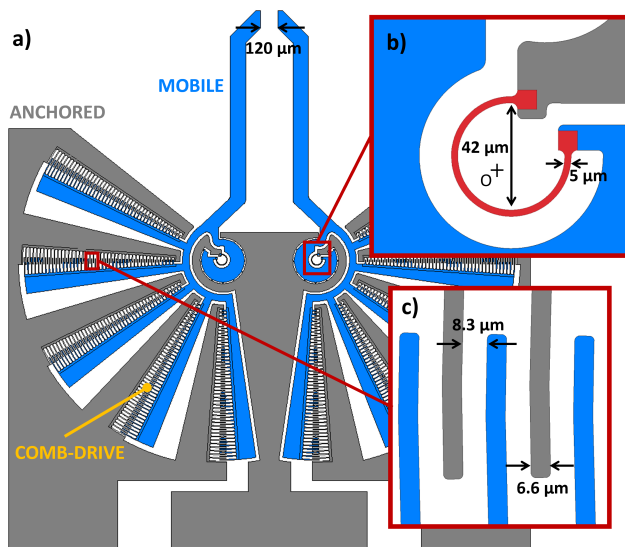 a)
120 µm
MOBILE
ANCHORED
COMB-DRIVE
b)
42 µm
O
5 µm
c)
8.3 µm
6.6 µm